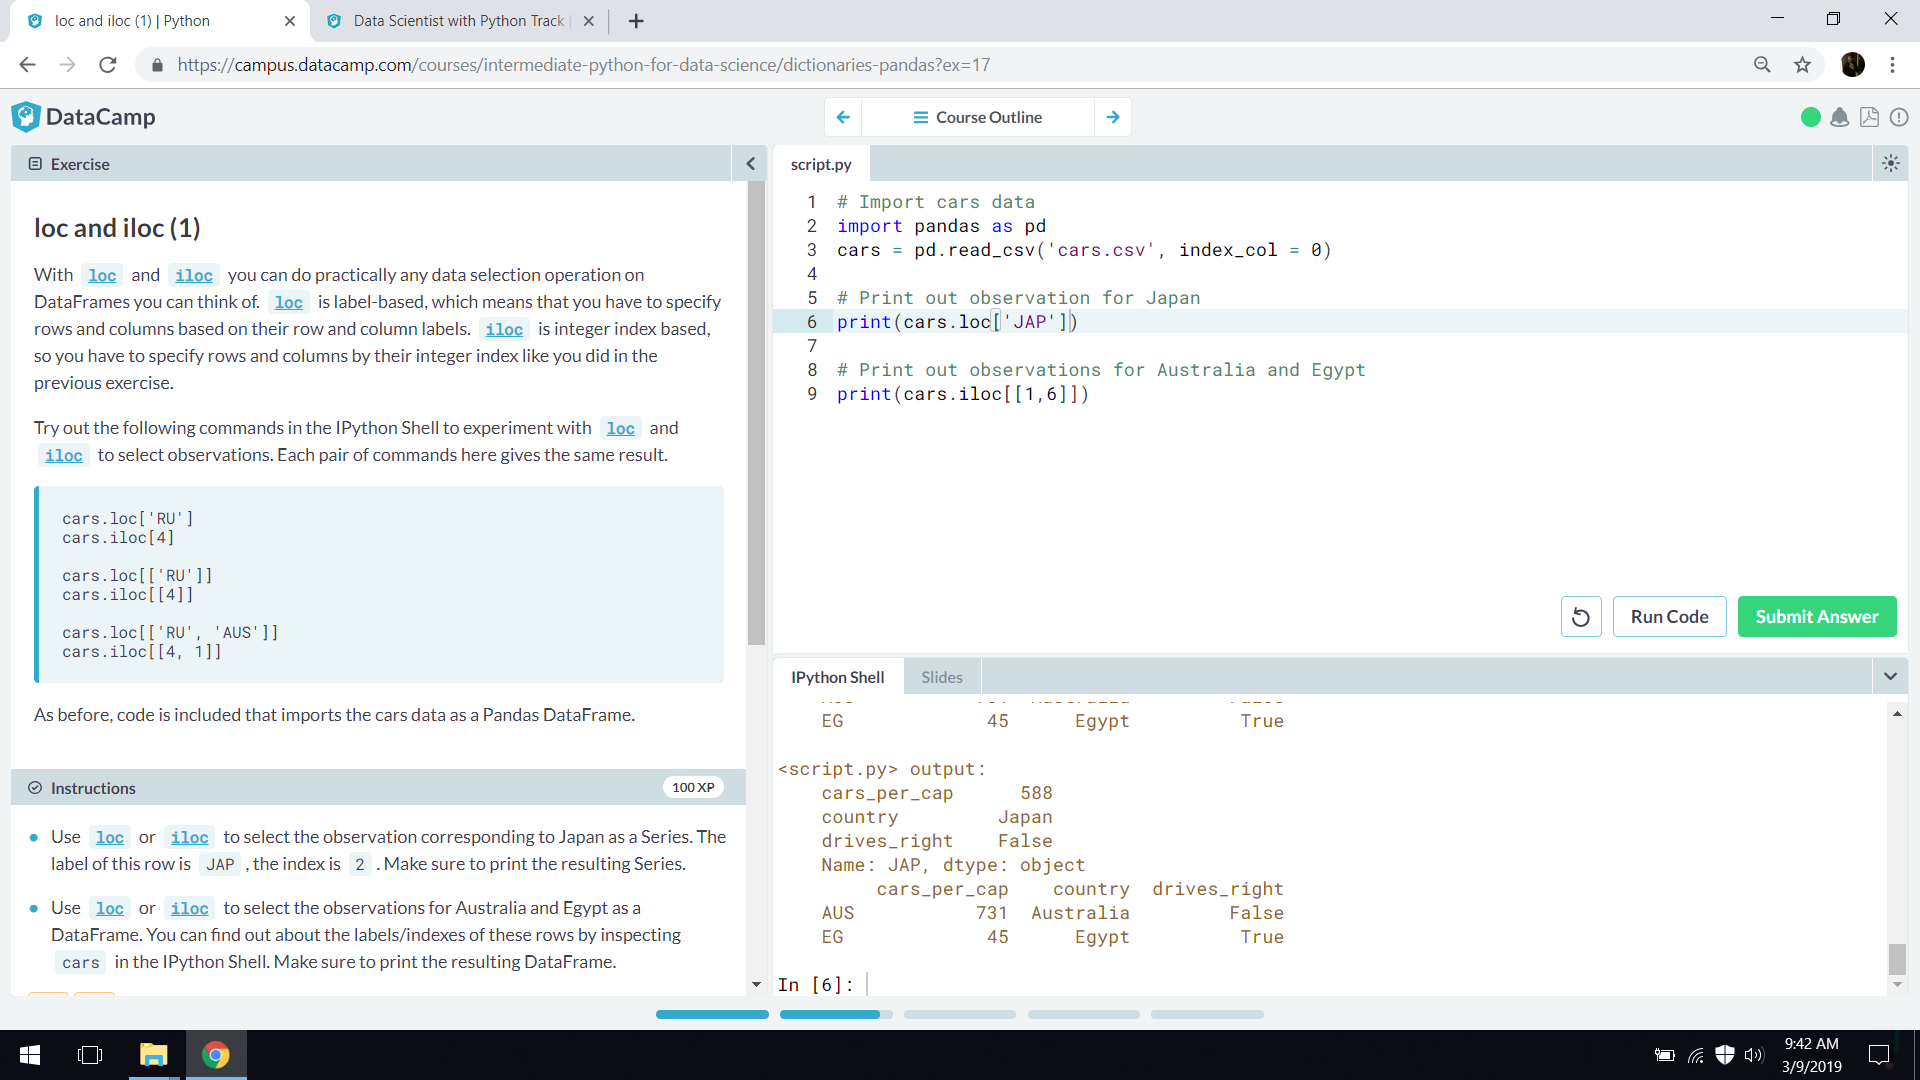 loc and iloc (1) | Python
Data Scientist with Python Track
https://campus.datacamp.com/courses/intermediate-python-for-data-science/dictionaries-pandas?ex=17
DataCamp
Course Outline
Exercise
loc and iloc (1)
With loc and iloc you can do practically any data selection operation on
DataFrames you can think of. loc is label-based, which means that you have to specify
rows and columns based on their row and column labels. iloc is integer index based,
so you have to specify rows and columns by their integer index like you did in the
previous exercise.
Try out the following commands in the IPython Shell to experiment with loc and
iloc to select observations. Each pair of commands here gives the same result.
cars.loc['RU']
cars.iloc[4]
cars.loc[['RU']]
cars.iloc[[4]]
cars.loc[['RU', 'AUS']]
cars.iloc[[4, 1]]
As before, code is included that imports the cars data as a Pandas DataFrame.
Instructions
100 XP
Use loc or iloc to select the observation corresponding to Japan as a Series. The
label of this row is JAP , the index is 2 . Make sure to print the resulting Series.
Use loc or iloc to select the observations for Australia and Egypt as a
DataFrame. You can find out about the labels/indexes of these rows by inspecting
cars in the IPython Shell. Make sure to print the resulting DataFrame.
script.py
1 # Import cars data
2 import pandas as pd
3 cars = pd.read_csv('cars.csv', index_col = 0)
4
5 # Print out observation for Japan
6 print(cars.loc['JAP'])
7
8 # Print out observations for Australia and Egypt
9 print(cars.iloc[[1,6]])
Run Code
Submit Answer
IPython Shell
Slides
EG 45 Egypt True
<script.py> output:
cars_per_cap 588
country Japan
drives_right False
Name: JAP, dtype: object
cars_per_cap country drives_right
AUS 731 Australia False
EG 45 Egypt True
In [6]:
9:42 AM
3/9/2019